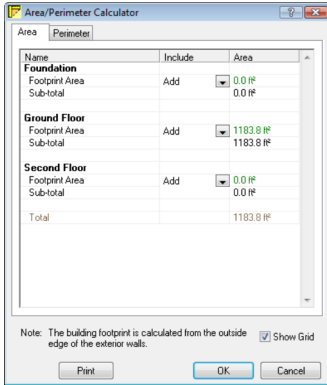 Area/Perimeter Calculator
Area Perimeter
Name Include Area
Foundation
Footprint Area Add 0.0 ft²
Sub-total 0.0 ft²
Ground Floor
Footprint Area Add 1183.8 ft²
Sub-total 1183.8 ft²
Second Floor
Footprint Area Add 0.0 ft²
Sub-total 0.0 ft²
Total 1183.8 ft²
Note: The building footprint is calculated from the outside
edge of the exterior walls.
Show Grid
Print OK Cancel